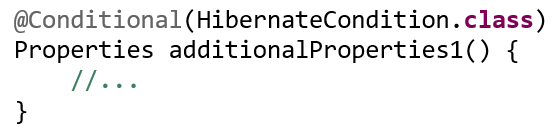 @Conditional(HibernateCondition.class)
Properties additionalProperties1() {
    //...
}